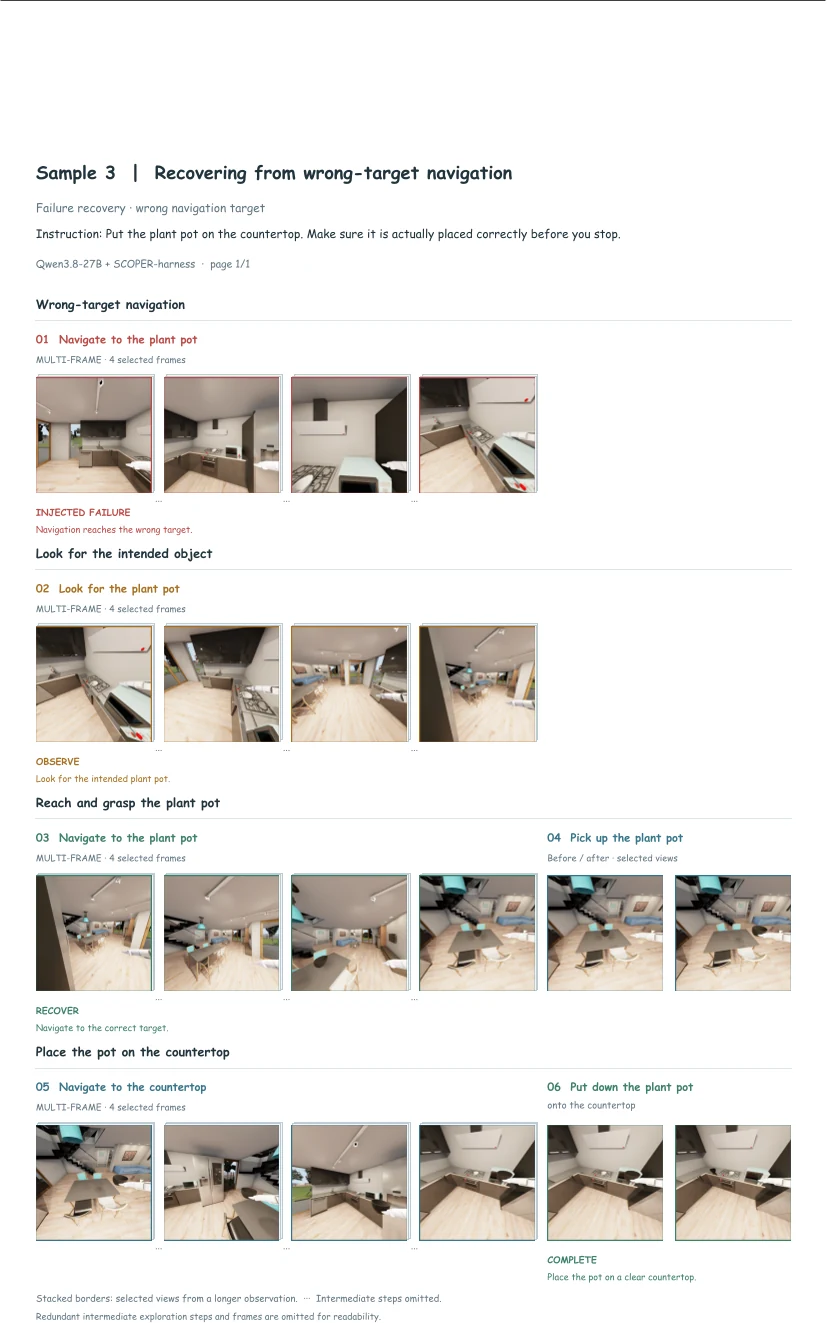 Sample 3 | Recovering from wrong-target navigation
Failure recovery · wrong navigation target
Instruction: Put the plant pot on the countertop. Make sure it is actually placed correctly before you stop.
Qwen3.8-27B + SCOPER-harness · page 1/1
Wrong-target navigation
01 Navigate to the plant pot
MULTI-FRAME · 4 selected frames
... ... ...
INJECTED FAILURE
Navigation reaches the wrong target.
Look for the intended object
02 Look for the plant pot
MULTI-FRAME · 4 selected frames
... ... ...
OBSERVE
Look for the intended plant pot.
Reach and grasp the plant pot
03 Navigate to the plant pot
MULTI-FRAME · 4 selected frames
... ... ...
RECOVER
Navigate to the correct target.
04 Pick up the plant pot
Before / after · selected views
Place the pot on the countertop
05 Navigate to the countertop
MULTI-FRAME · 4 selected frames
... ... ...
06 Put down the plant pot
onto the countertop
COMPLETE
Place the pot on a clear countertop.
Stacked borders: selected views from a longer observation. ··· Intermediate steps omitted.
Redundant intermediate exploration steps and frames are omitted for readability.